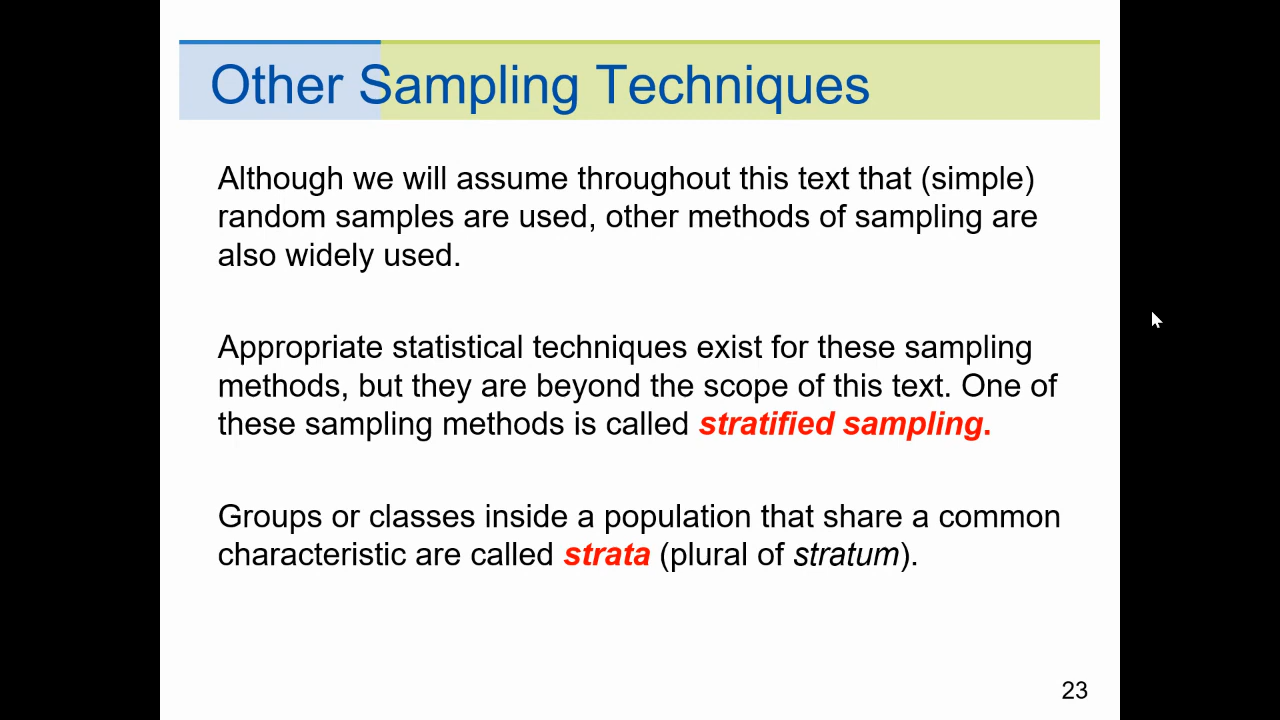 Other Sampling Techniques
Although we will assume throughout this text that (simple)
random samples are used, other methods of sampling are
also widely used.
Appropriate statistical techniques exist for these sampling
methods, but they are beyond the scope of this text. One of
these sampling methods is called stratified sampling.
Groups or classes inside a population that share a common
characteristic are called strata (plural of stratum).
23